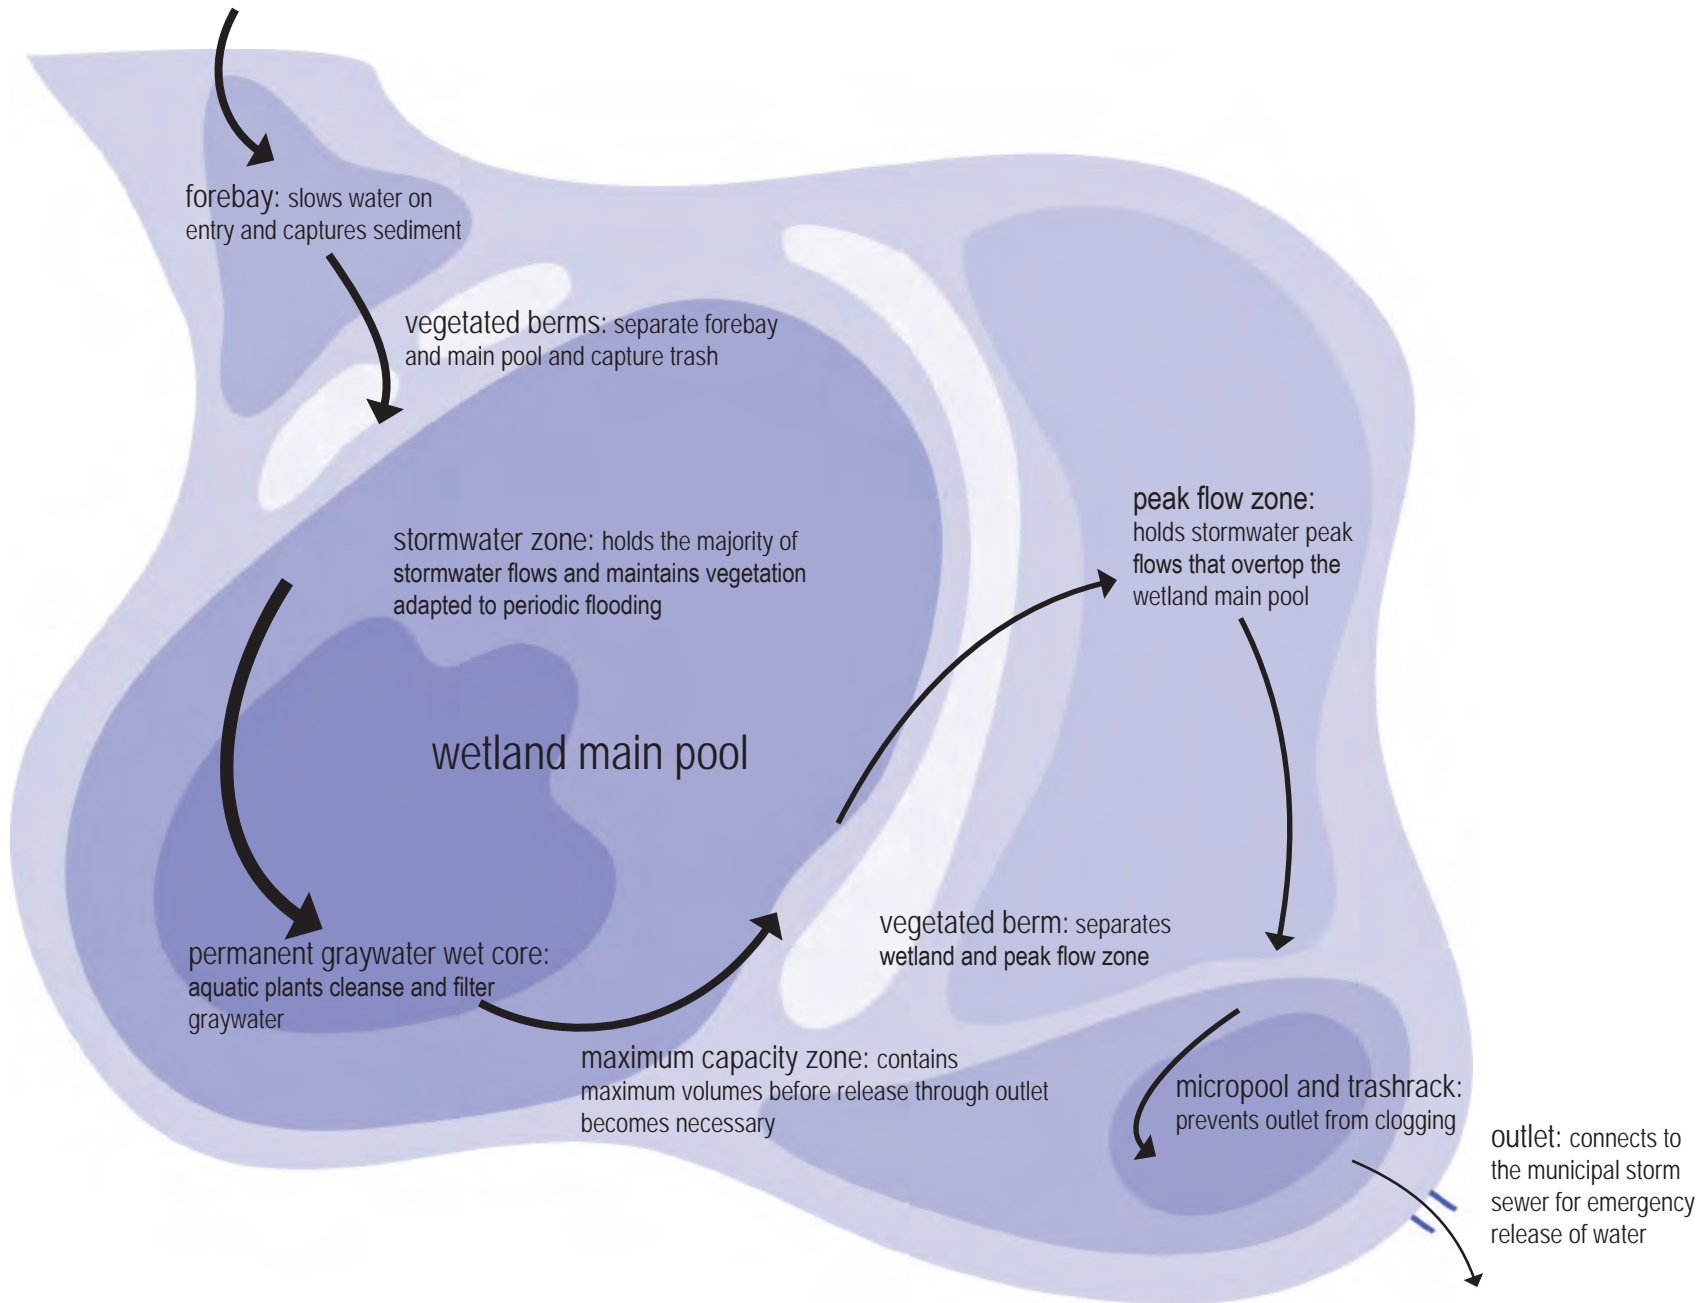 forebay: slows water on
entry and captures sediment
vegetated berms: separate forebay
and main pool and capture trash
stormwater zone: holds the majority of
stormwater flows and maintains vegetation
adapted to periodic flooding
peak flow zone:
holds stormwater peak
flows that overtop the
wetland main pool
wetland main pool
permanent graywater wet core:
aquatic plants cleanse and filter
graywater
vegetated berm: separates
wetland and peak flow zone
maximum capacity zone: contains
maximum volumes before release through outlet
becomes necessary
micropool and trashrack:
prevents outlet from clogging
outlet: connects to
the municipal storm
sewer for emergency
release of water